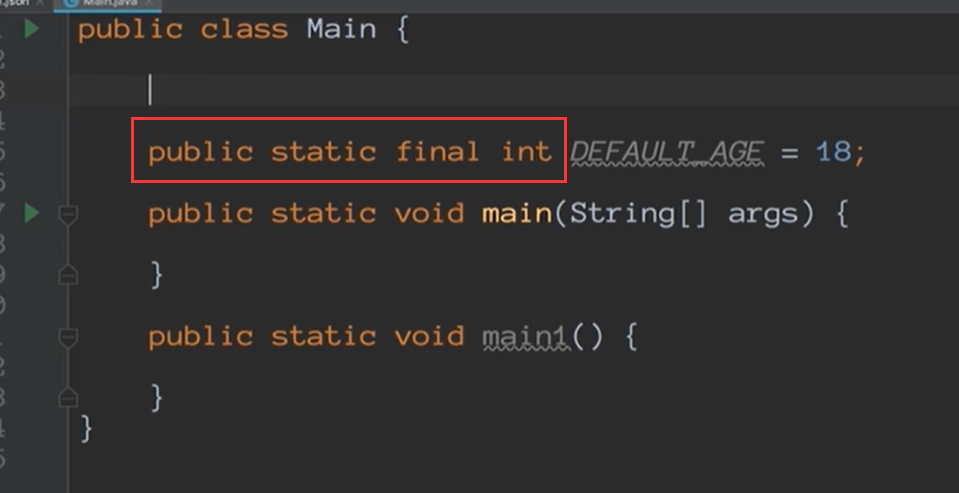 .json Main.java
public class Main {
public static final int DEFAULT_AGE = 18;
public static void main(String[] args) {
}
public static void main1() {
}
}